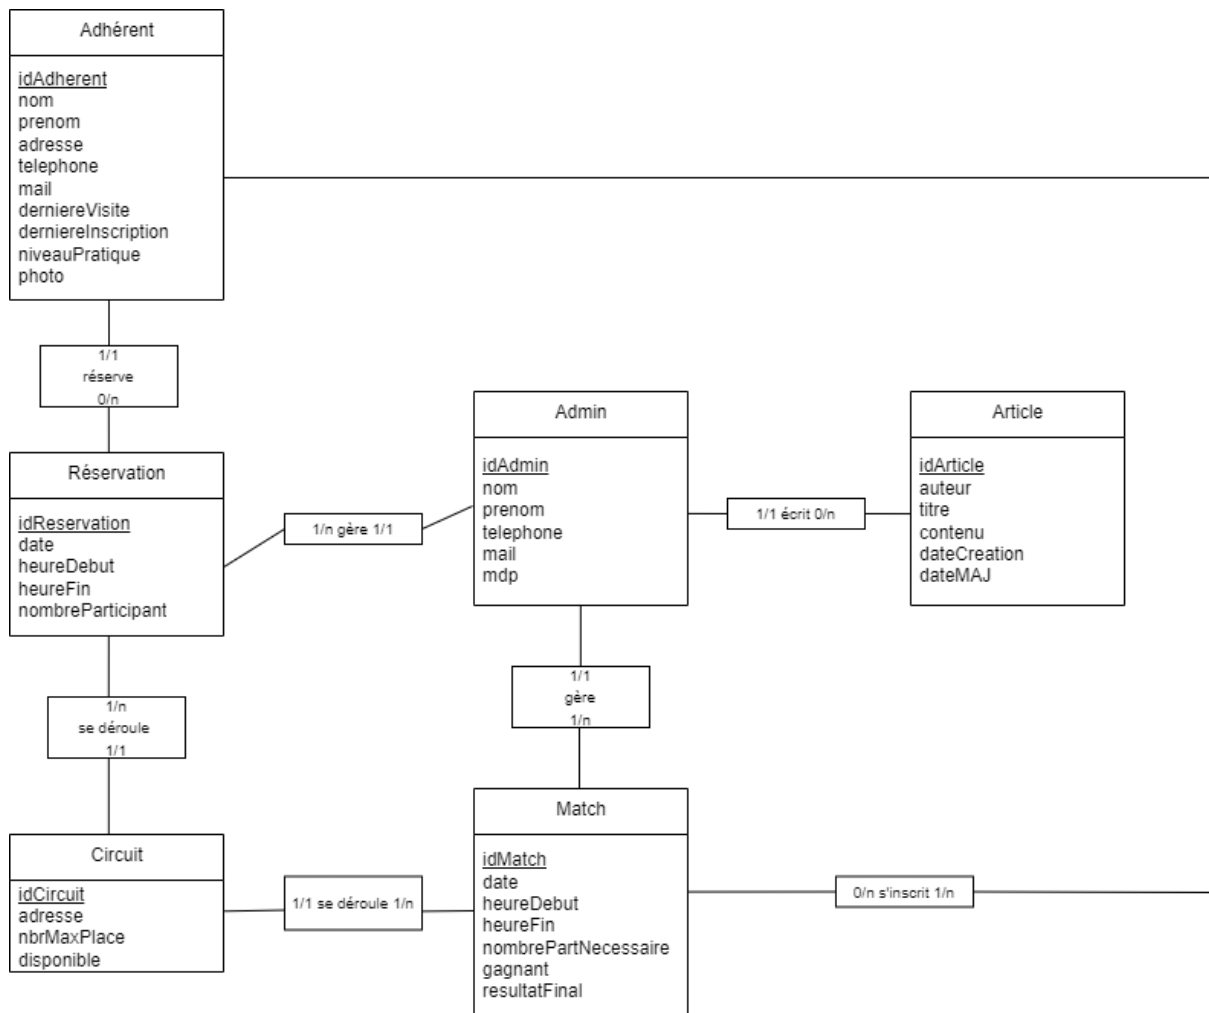 Adhérent
idAdherent
nom
prenom
adresse
telephone
mail
derniereVisite
derniereInscription
niveauPratique
photo
1/1
réserve
0/n
Réservation
idReservation
date
heureDebut
heureFin
nombreParticipant
1/n gère 1/1
Admin
idAdmin
nom
prenom
telephone
mail
mdp
1/1 écrit 0/n
Article
idArticle
auteur
titre
contenu
dateCreation
dateMAJ
1/n
se déroule
1/1
1/1
gère
1/n
Circuit
idCircuit
adresse
nbrMaxPlace
disponible
1/1 se déroule 1/n
Match
idMatch
date
heureDebut
heureFin
nombrePartNecessaire
gagnant
resultatFinal
0/n s'inscrit 1/n